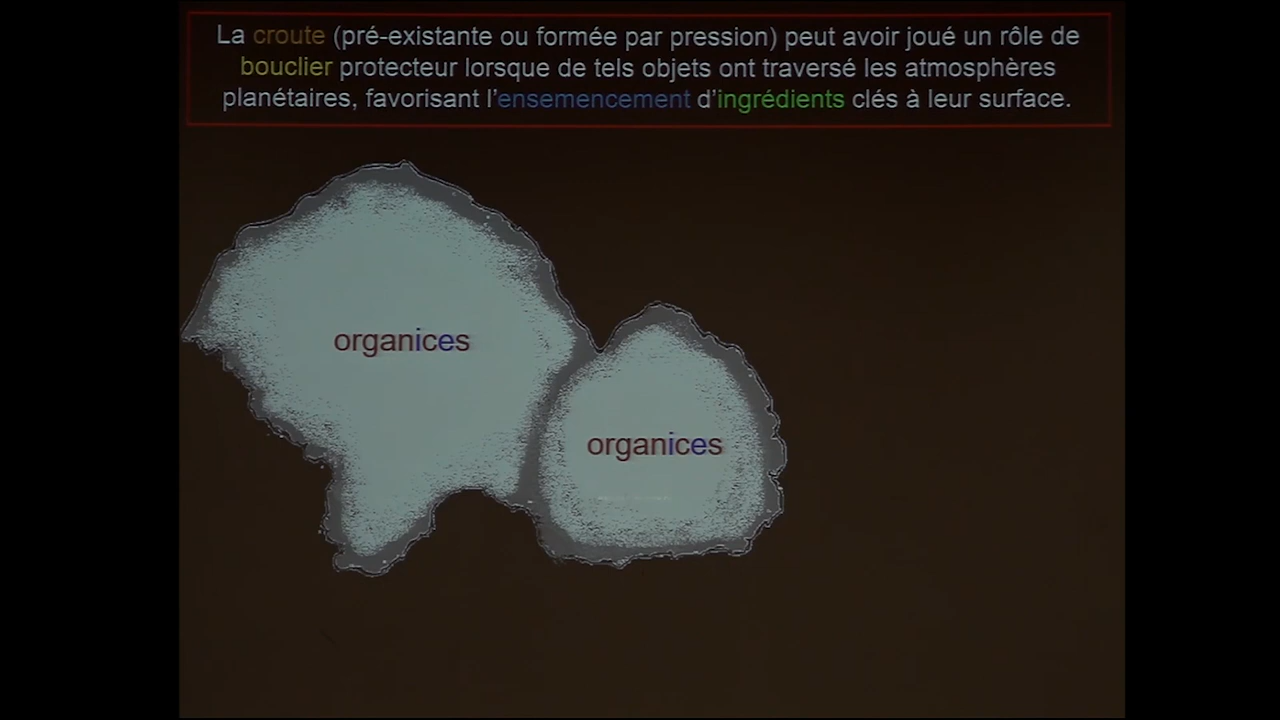 La croute (pré-existante ou formée par pression) peut avoir joué un rôle de
bouclier protecteur lorsque de tels objets ont traversé les atmosphères
planétaires, favorisant l'ensemencement d'ingrédients clés à leur surface.
organices
organices